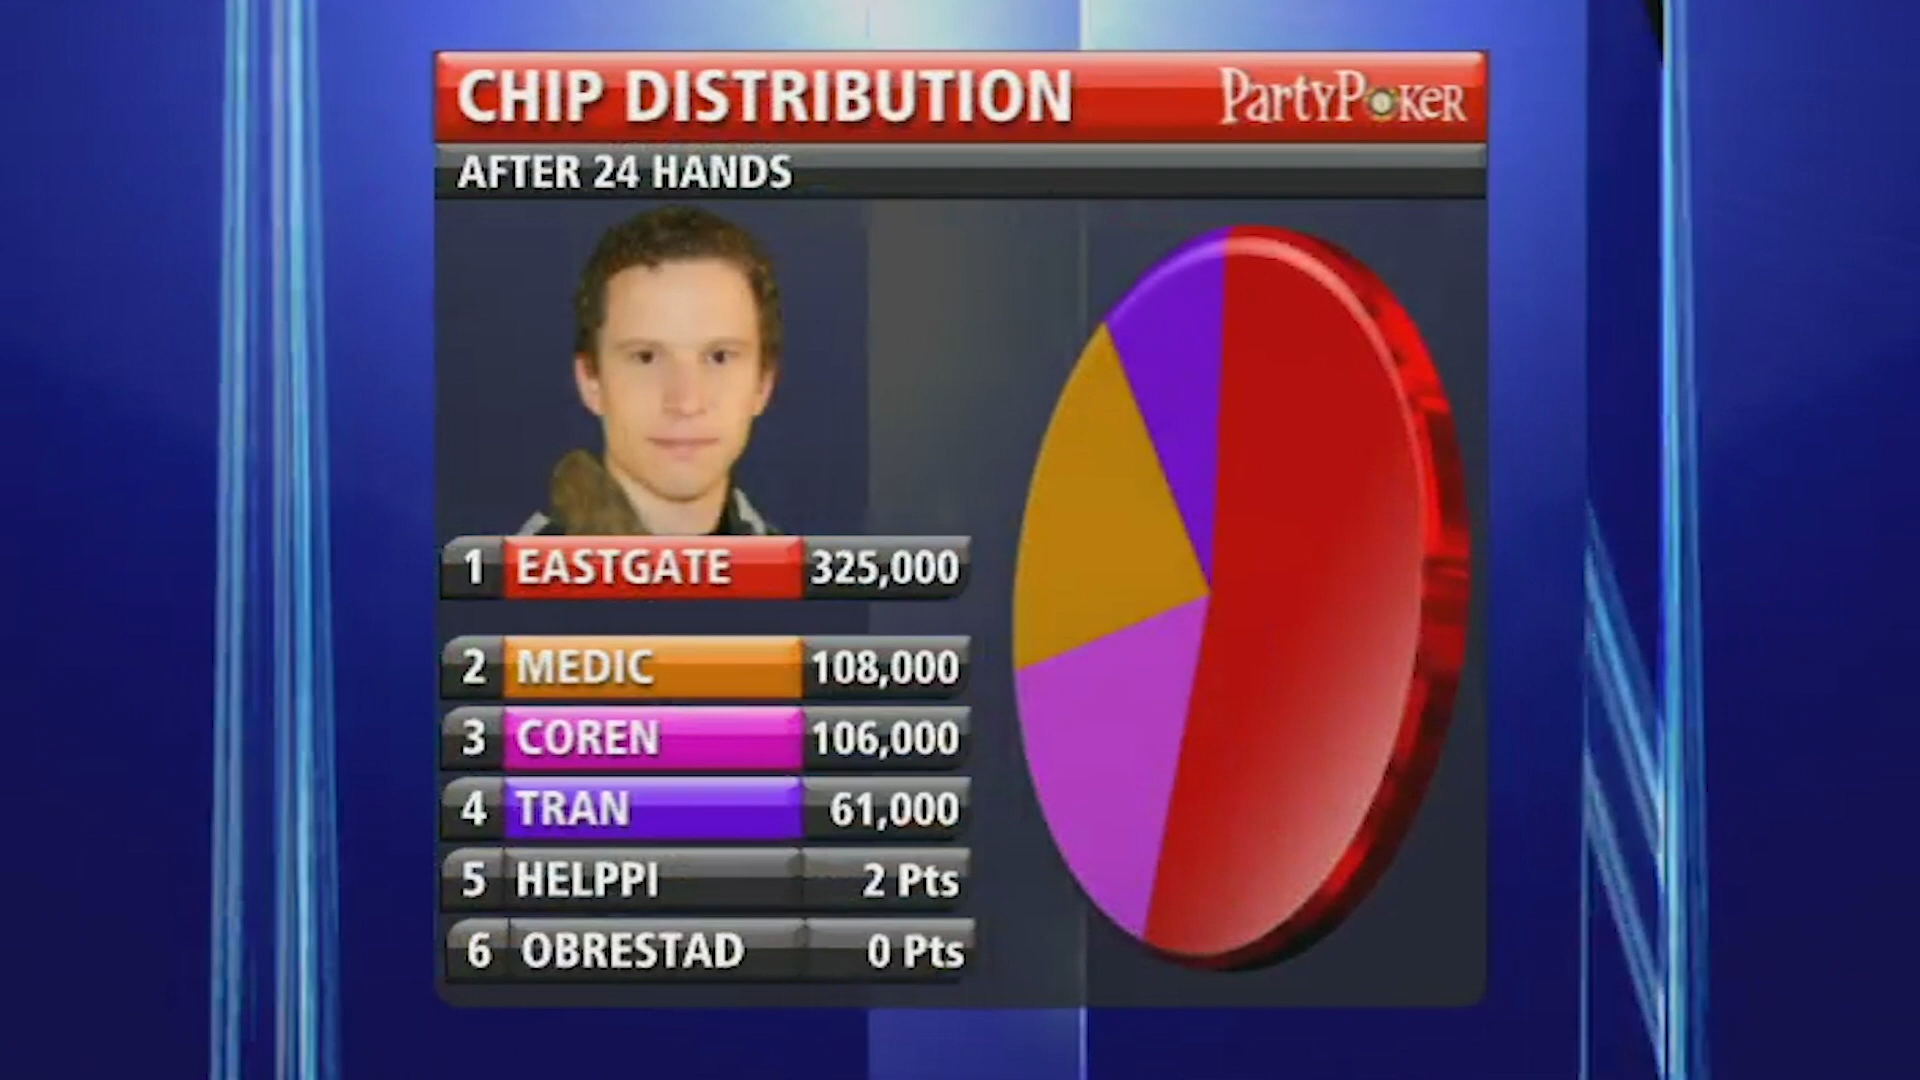 CHIP DISTRIBUTION PartyPoker
AFTER 24 HANDS
1 EASTGATE 325,000
2 MEDIC 108,000
3 COREN 106,000
4 TRAN 61,000
5 HELPPI 2 Pts
6 OBRESTAD 0 Pts